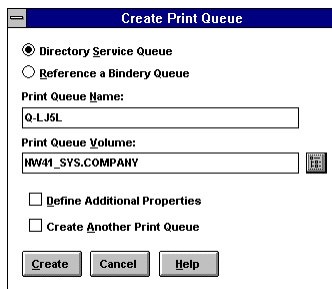 Create Print Queue
Directory Service Queue
Reference a Bindery Queue
Print Queue Name:
Q-LJ5L
Print Queue Volume:
NW41_SYS.COMPANY
Define Additional Properties
Create Another Print Queue
Create Cancel Help